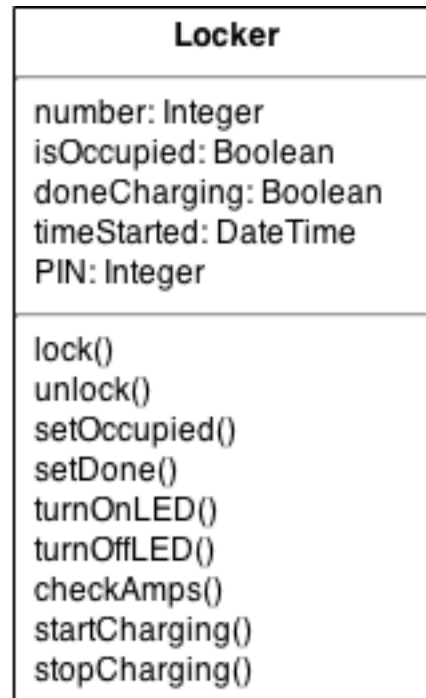 Locker
number: Integer
isOccupied: Boolean
doneCharging: Boolean
timeStarted: DateTime
PIN: Integer
lock()
unlock()
setOccupied()
setDone()
turnOnLED()
turnOffLED()
checkAmps()
startCharging()
stopCharging()